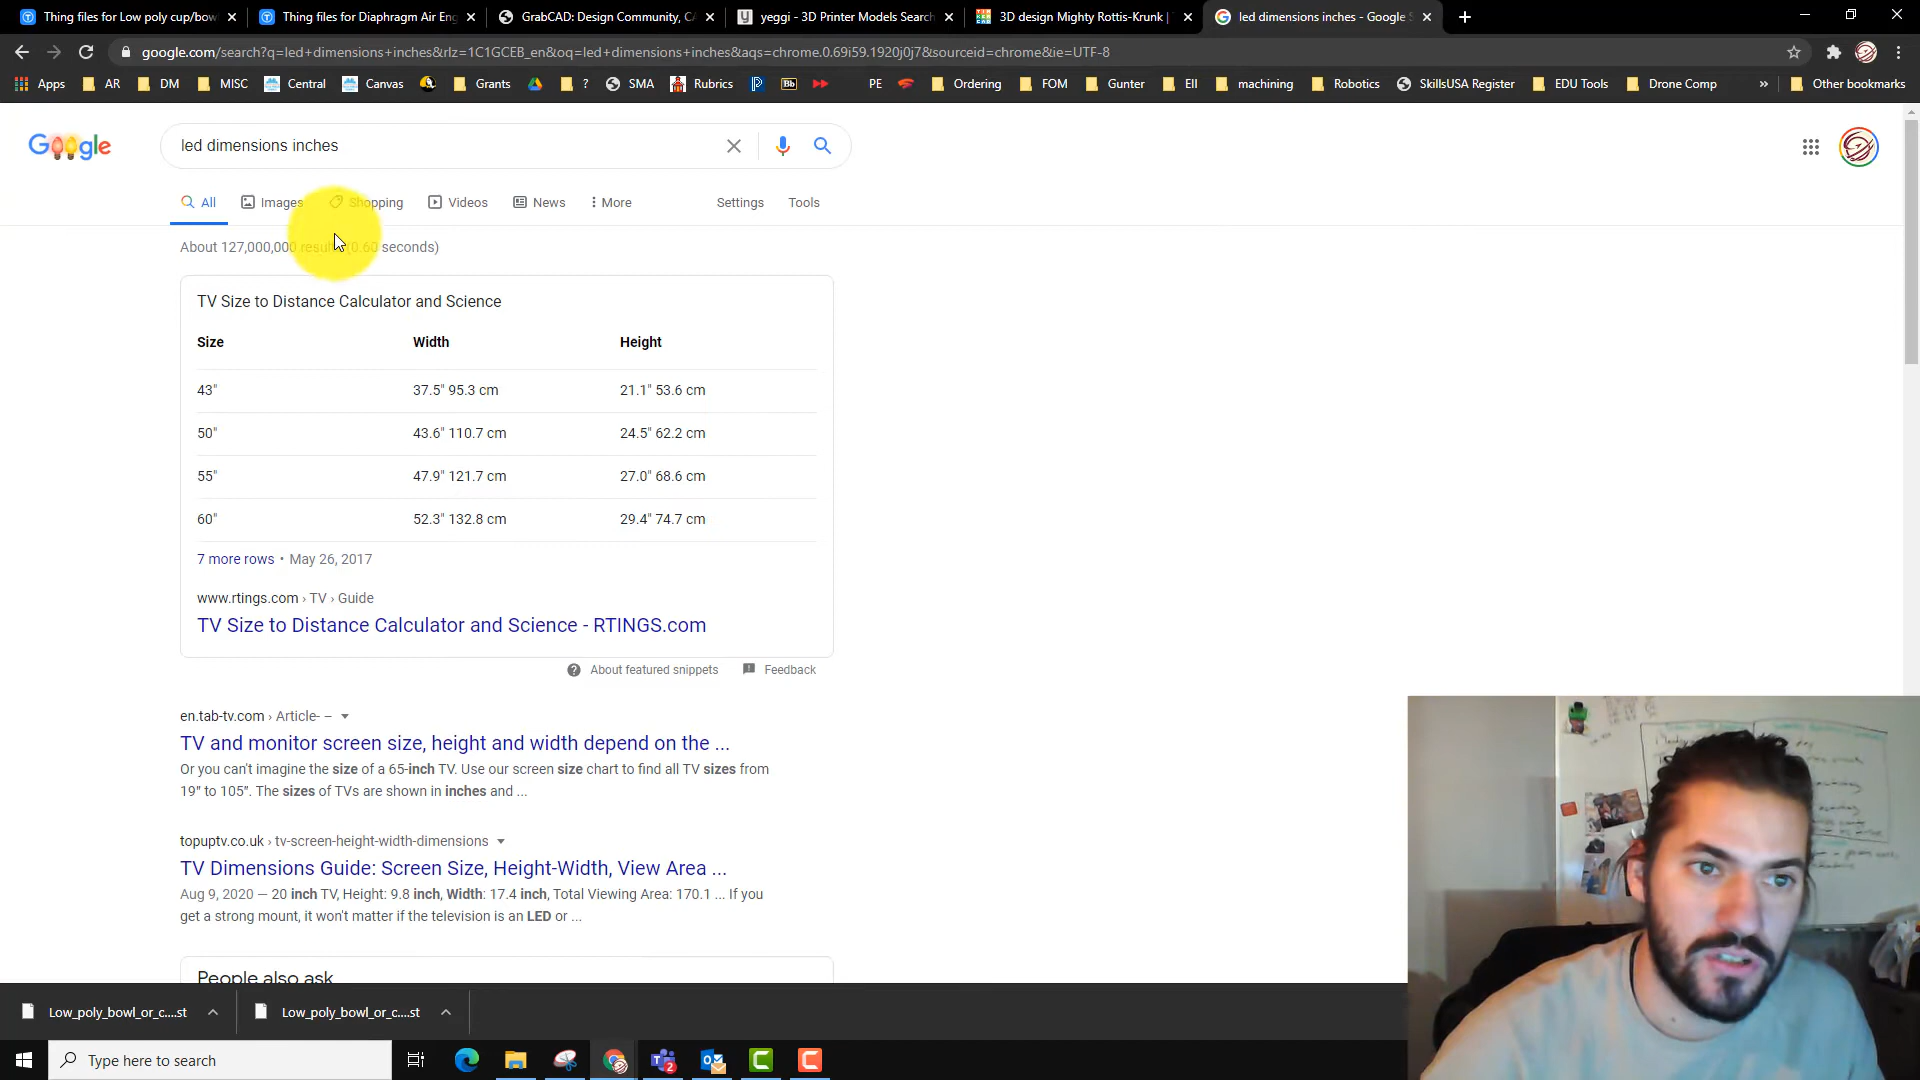 Thing files for Low poly cup/bow
Thing files for Diaphragm Air Eng
GrabCAD: Design Community, CA
yeggi - 3D Printer Models Search
3D design Mighty Rottis-Krunk |
led dimensions inches - Google S
google.com/search?q=led+dimensions+inches&rlz=1C1GCEB_en&oq=led+dimensions+inches&aqs=chrome.0.69i59.1920j0j7&sourceid=chrome&ie=UTF-8
Apps AR DM MISC Central Canvas Grants ? SMA Rubrics Bb PE Ordering FOM Gunter EII machining Robotics SkillsUSA Register EDU Tools Drone Comp » Other bookmarks
Google
led dimensions inches
All Images Shopping Videos News More Settings Tools
About 127,000,000 results (0.60 seconds)
TV Size to Distance Calculator and Science
Size Width Height
43" 37.5" 95.3 cm 21.1" 53.6 cm
50" 43.6" 110.7 cm 24.5" 62.2 cm
55" 47.9" 121.7 cm 27.0" 68.6 cm
60" 52.3" 132.8 cm 29.4" 74.7 cm
7 more rows • May 26, 2017
www.rtings.com › TV › Guide
TV Size to Distance Calculator and Science - RTINGS.com
About featured snippets Feedback
en.tab-tv.com › Article- –
TV and monitor screen size, height and width depend on the ...
Or you can't imagine the size of a 65-inch TV. Use our screen size chart to find all TV sizes from
19″ to 105″. The sizes of TVs are shown in inches and ...
topuptv.co.uk › tv-screen-height-width-dimensions
TV Dimensions Guide: Screen Size, Height-Width, View Area ...
Aug 9, 2020 — 20 inch TV, Height: 9.8 inch, Width: 17.4 inch, Total Viewing Area: 170.1 ... If you
get a strong mount, it won't matter if the television is an LED or ...
People also ask
Low_poly_bowl_or_c....st
Low_poly_bowl_or_c....st
Type here to search
2